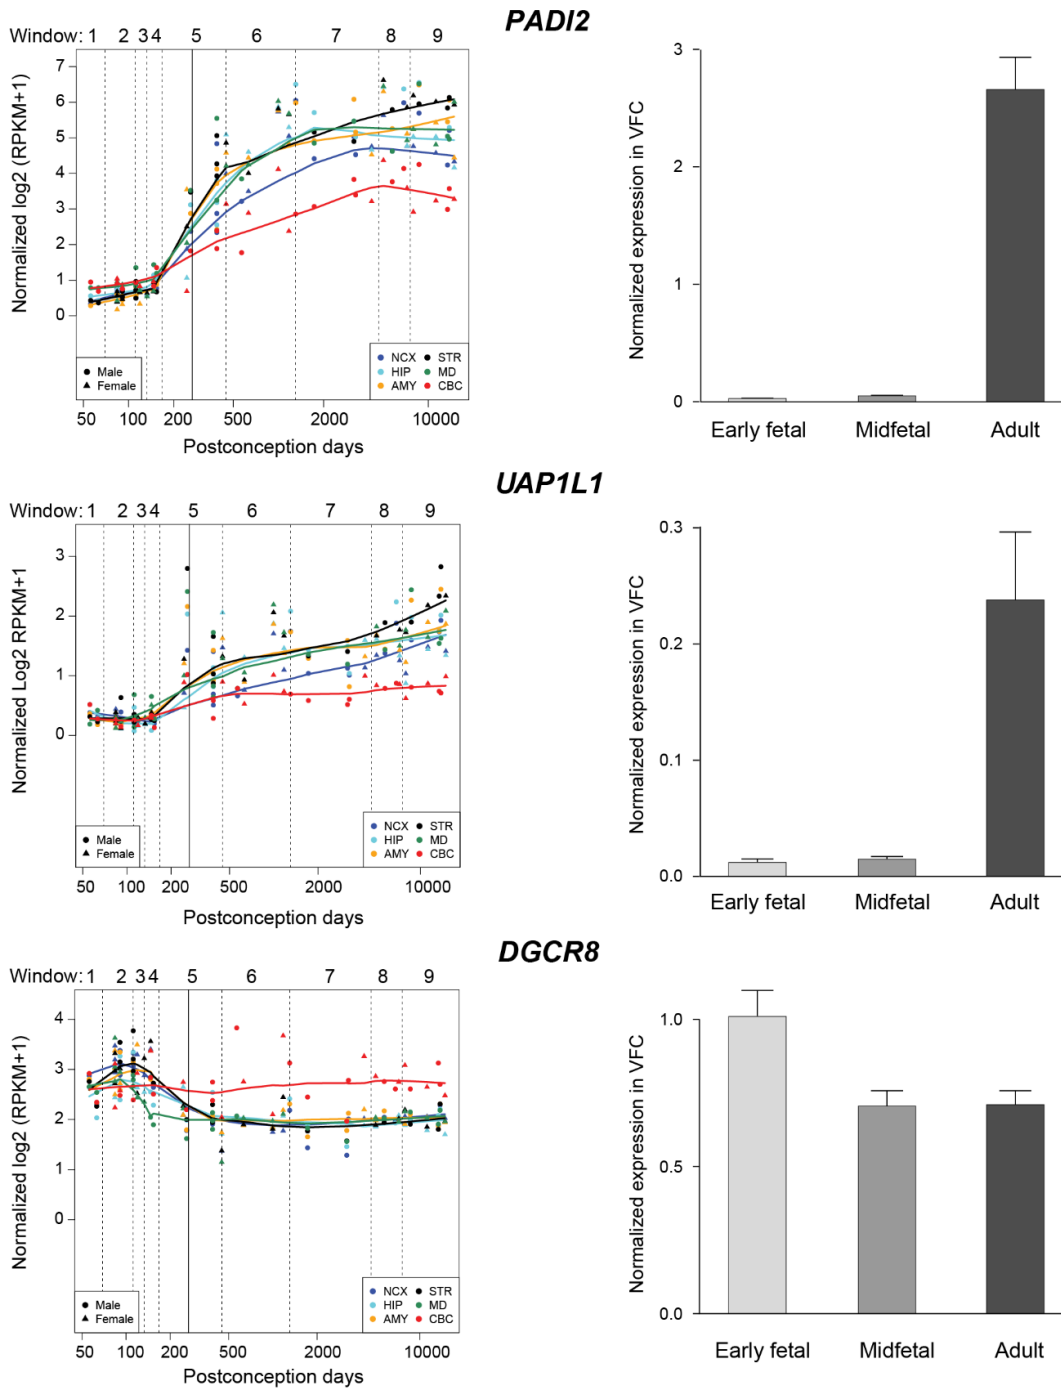 PADI2
Window: 1 2 3 4 5 6 7 8 9
Normalized log2 (RPKM+1)
7
6
5
4
3
2
1
0
Male
Female
NCX STR
HIP MD
AMY CBC
50 100 200 500 2000 10000
Postconception days
Normalized expression in VFC
3
2
1
0
Early fetal Midfetal Adult
UAP1L1
Window: 1 2 3 4 5 6 7 8 9
Normalized Log2 RPKM+1
3
2
1
0
Male
Female
NCX STR
HIP MD
AMY CBC
50 100 200 500 2000 10000
Postconception days
Normalized expression in VFC
0.3
0.2
0.1
0.0
Early fetal Midfetal Adult
DGCR8
Window: 1 2 3 4 5 6 7 8 9
Normalized log2 (RPKM+1)
4
3
2
1
0
Male
Female
NCX STR
HIP MD
AMY CBC
50 100 200 500 2000 10000
Postconception days
Normalized expression in VFC
1.0
0.5
0.0
Early fetal Midfetal Adult